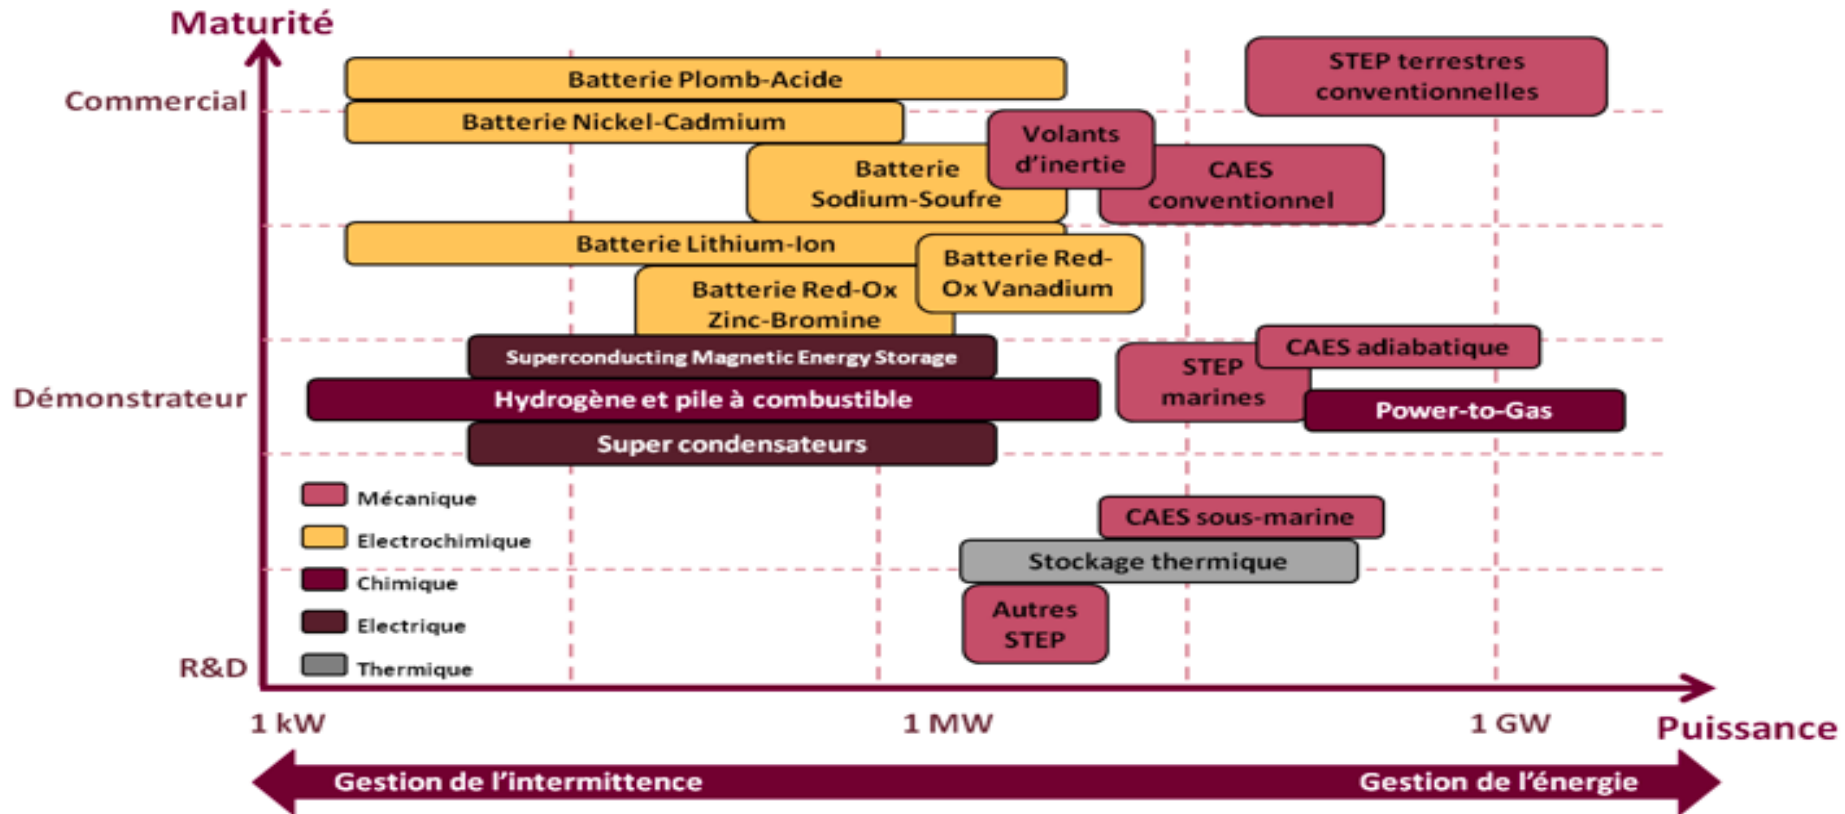 Maturité
Commercial
Batterie Plomb-Acide
STEP terrestres
conventionnelles
Batterie Nickel-Cadmium
Volants
d'inertie
Batterie
Sodium-Soufre
CAES
conventionnel
Batterie Lithium-Ion
Batterie Red-
Ox Vanadium
Batterie Red-Ox
Zinc-Bromine
Superconducting Magnetic Energy Storage
CAES adiabatique
STEP
marines
Démonstrateur
Hydrogène et pile à combustible
Power-to-Gas
Super condensateurs
Mécanique
Electrochimique
Chimique
Electrique
Thermique
CAES sous-marine
Stockage thermique
Autres
STEP
R&D
1 kW
1 MW
1 GW
Puissance
Gestion de l'intermittence
Gestion de l'énergie